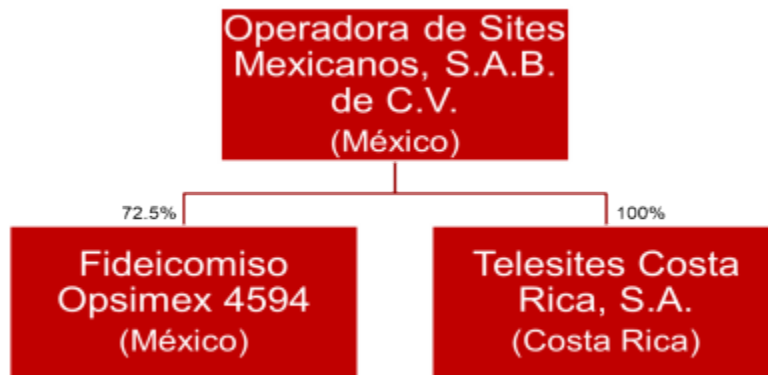 Operadora de Sites
Mexicanos, S.A.B.
de C.V.
(México)
72.5%
100%
Fideicomiso
Opsimex 4594
(México)
Telesites Costa
Rica, S.A.
(Costa Rica)